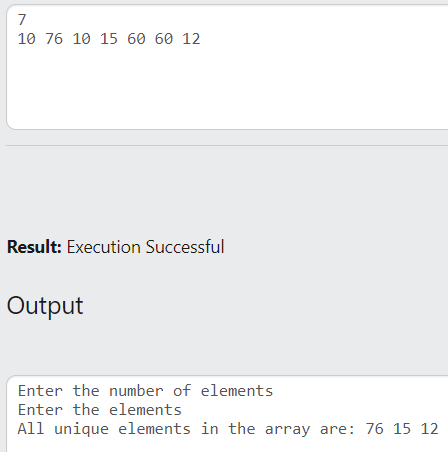 7
10 76 10 15 60 60 12
Result: Execution Successful
Output
Enter the number of elements
Enter the elements
All unique elements in the array are: 76 15 12